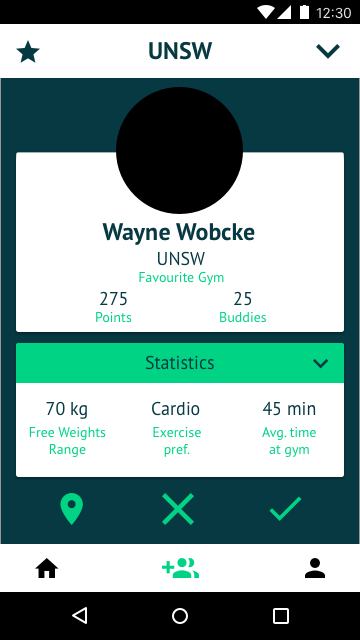 12:30
UNSW
Wayne Wobcke
UNSW
Favourite Gym
275 25
Points Buddies
Statistics
70 kg Cardio 45 min
Free Weights Exercise Avg. time
Range pref. at gym